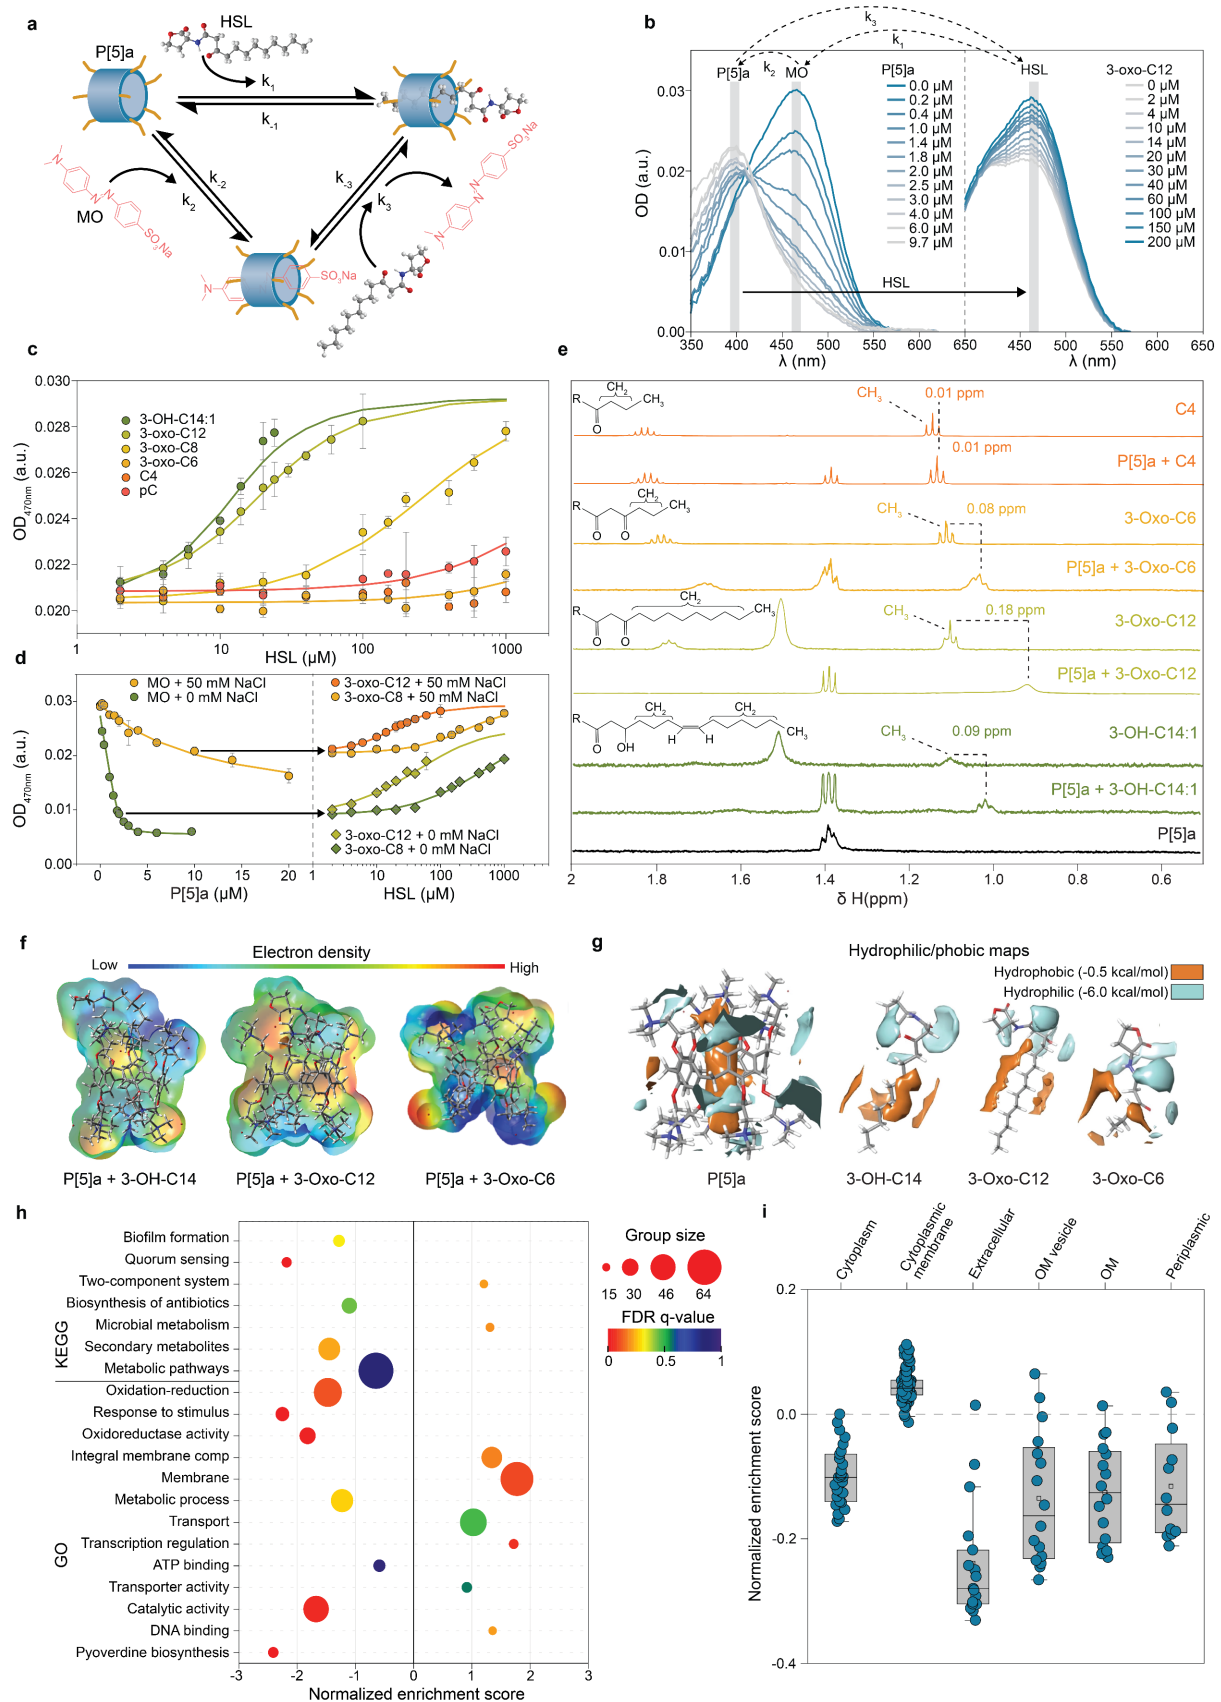 a
HSL
P[5]a
k1
k-1
k-2
k2
k-3
k3
N
N
N
MO
SO3Na
SO3Na
N
N
N
N
SO3Na
b
k3
k1
k2
P[5]a
MO
HSL
P[5]a
0.0 µM
0.2 µM
0.4 µM
1.0 µM
1.4 µM
1.8 µM
2.0 µM
2.5 µM
3.0 µM
4.0 µM
6.0 µM
9.7 µM
3-oxo-C12
0 µM
2 µM
4 µM
10 µM
14 µM
20 µM
30 µM
40 µM
60 µM
100 µM
150 µM
200 µM
HSL
OD (a.u.)
0.03
0.02
0.01
0.00
350 400 450 500 550 600 650 450 500 550 600 650
λ (nm)
λ (nm)
c
0.030
0.028
0.026
0.024
0.022
0.020
OD470nm (a.u.)
3-OH-C14:1
3-oxo-C12
3-oxo-C8
3-oxo-C6
C4
pC
1 10 100 1000
HSL (µM)
d
MO + 50 mM NaCl
MO + 0 mM NaCl
3-oxo-C12 + 50 mM NaCl
3-oxo-C8 + 50 mM NaCl
3-oxo-C12 + 0 mM NaCl
3-oxo-C8 + 0 mM NaCl
OD470nm (a.u.)
0.03
0.02
0.01
0.00
0 5 10 15 20 1 10 100 1000
P[5]a (µM)
HSL (µM)
e
R
CH2
CH3
O
CH3
0.01 ppm
C4
0.01 ppm
P[5]a + C4
R
CH2
CH3
O O
CH3
0.08 ppm
3-Oxo-C6
P[5]a + 3-Oxo-C6
R
CH2
CH3
O O
CH3
0.18 ppm
3-Oxo-C12
P[5]a + 3-Oxo-C12
R
CH2
CH2
CH3
O OH H H
CH3
0.09 ppm
3-OH-C14:1
P[5]a + 3-OH-C14:1
P[5]a
2 1.8 1.6 1.4 1.2 1.0 0.8 0.6
δ H(ppm)
f
Electron density
Low
High
P[5]a + 3-OH-C14
P[5]a + 3-Oxo-C12
P[5]a + 3-Oxo-C6
g
Hydrophilic/phobic maps
Hydrophobic (-0.5 kcal/mol)
Hydrophilic (-6.0 kcal/mol)
P[5]a
3-OH-C14
3-Oxo-C12
3-Oxo-C6
h
KEGG
Biofilm formation
Quorum sensing
Two-component system
Biosynthesis of antibiotics
Microbial metabolism
Secondary metabolites
Metabolic pathways
GO
Oxidation-reduction
Response to stimulus
Oxidoreductase activity
Integral membrane comp
Membrane
Metabolic process
Transport
Transcription regulation
ATP binding
Transporter activity
Catalytic activity
DNA binding
Pyoverdine biosynthesis
-3 -2 -1 0 1 2 3
Normalized enrichment score
Group size
15 30 46 64
FDR q-value
0 0.5 1
i
Cytoplasm
Cytoplasmic
membrane
Extracellular
OM vesicle
OM
Periplasmic
Normalized enrichment score
0.2
0.0
-0.2
-0.4